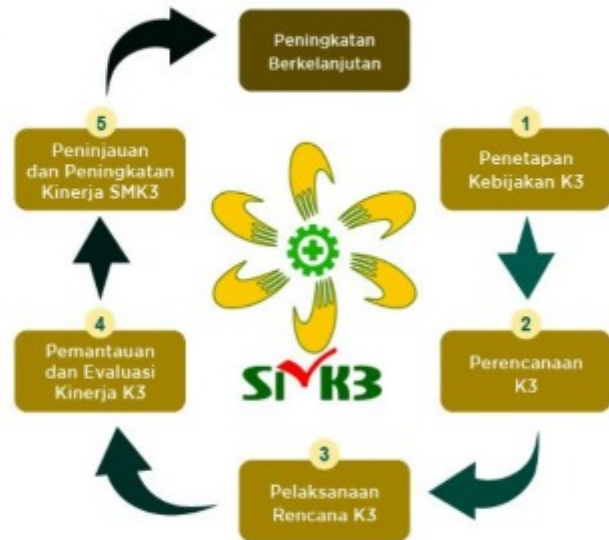 Peningkatan
Berkelanjutan
1
Penetapan
Kebijakan K3
2
Perencanaan
K3
3
Pelaksanaan
Rencana K3
4
Pemantauan
dan Evaluasi
Kinerja K3
5
Peninjauan
dan Peningkatan
Kinerja SMK3
SMK3